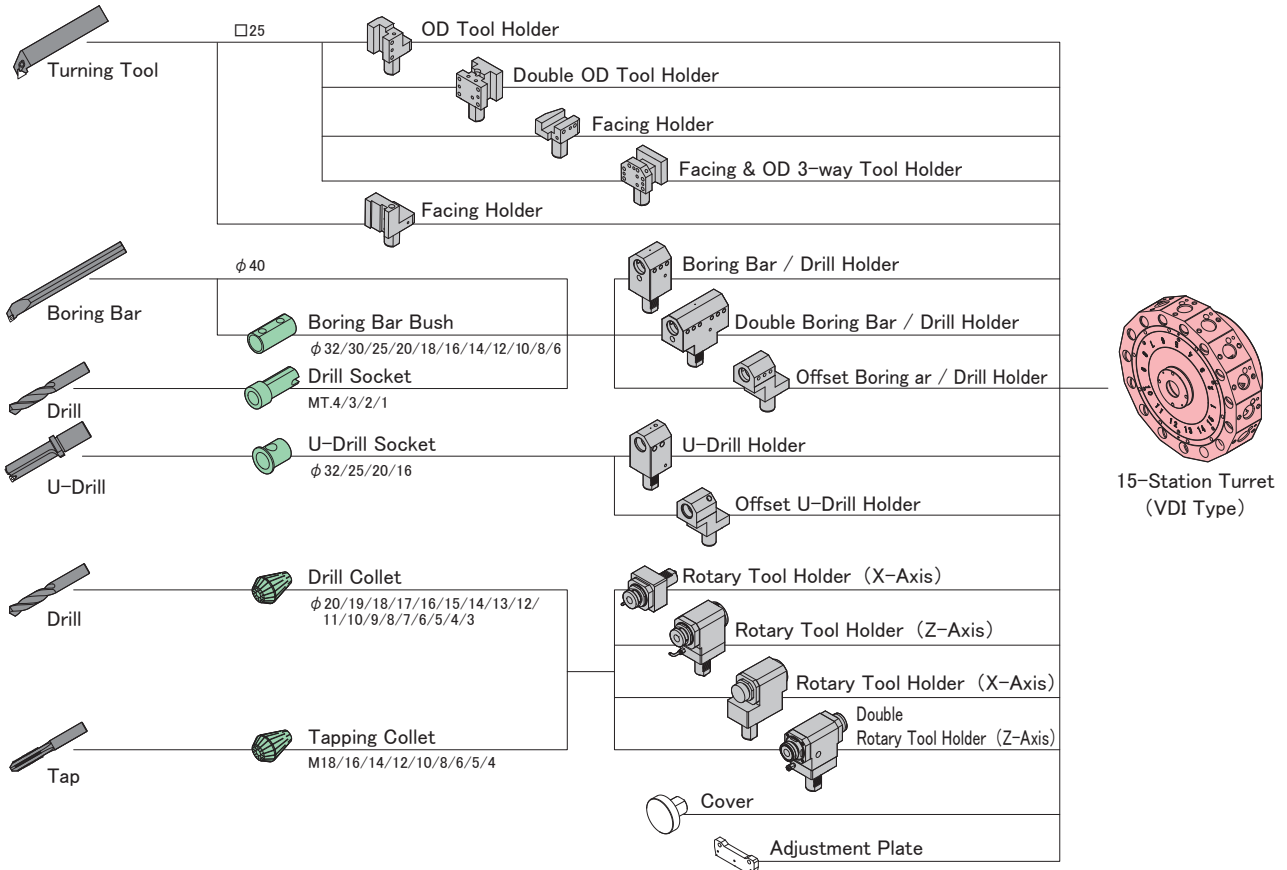 □25
OD Tool Holder
Turning Tool
Double OD Tool Holder
Facing Holder
Facing & OD 3-way Tool Holder
Facing Holder
φ40
Boring Bar / Drill Holder
Boring Bar
Boring Bar Bush
φ32/30/25/20/18/16/14/12/10/8/6
Double Boring Bar / Drill Holder
Drill Socket
MT.4/3/2/1
Offset Boring ar / Drill Holder
Drill
U-Drill Socket
φ32/25/20/16
U-Drill Holder
U-Drill
Offset U-Drill Holder
15-Station Turret
(VDI Type)
Drill Collet
φ20/19/18/17/16/15/14/13/12/
11/10/9/8/7/6/5/4/3
Rotary Tool Holder (X-Axis)
Drill
Rotary Tool Holder (Z-Axis)
Rotary Tool Holder (X-Axis)
Double
Rotary Tool Holder (Z-Axis)
Tapping Collet
M18/16/14/12/10/8/6/5/4
Tap
Cover
Adjustment Plate